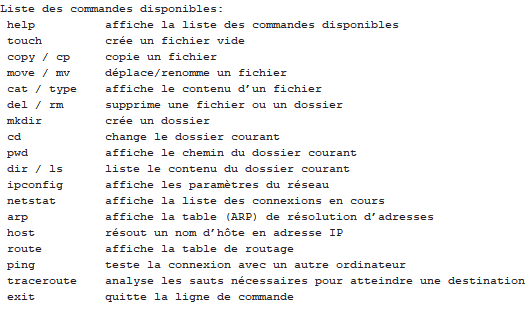 Liste des commandes disponibles:
help affiche la liste des commandes disponibles
touch crée un fichier vide
copy / cp copie un fichier
move / mv déplace/renomme un fichier
cat / type affiche le contenu d'un fichier
del / rm supprime une fichier ou un dossier
mkdir crée un dossier
cd change le dossier courant
pwd affiche le chemin du dossier courant
dir / ls liste le contenu du dossier courant
ipconfig affiche les paramètres du réseau
netstat affiche la liste des connexions en cours
arp affiche la table (ARP) de résolution d'adresses
host résout un nom d'hôte en adresse IP
route affiche la table de routage
ping teste la connexion avec un autre ordinateur
traceroute analyse les sauts nécessaires pour atteindre une destination
exit quitte la ligne de commande